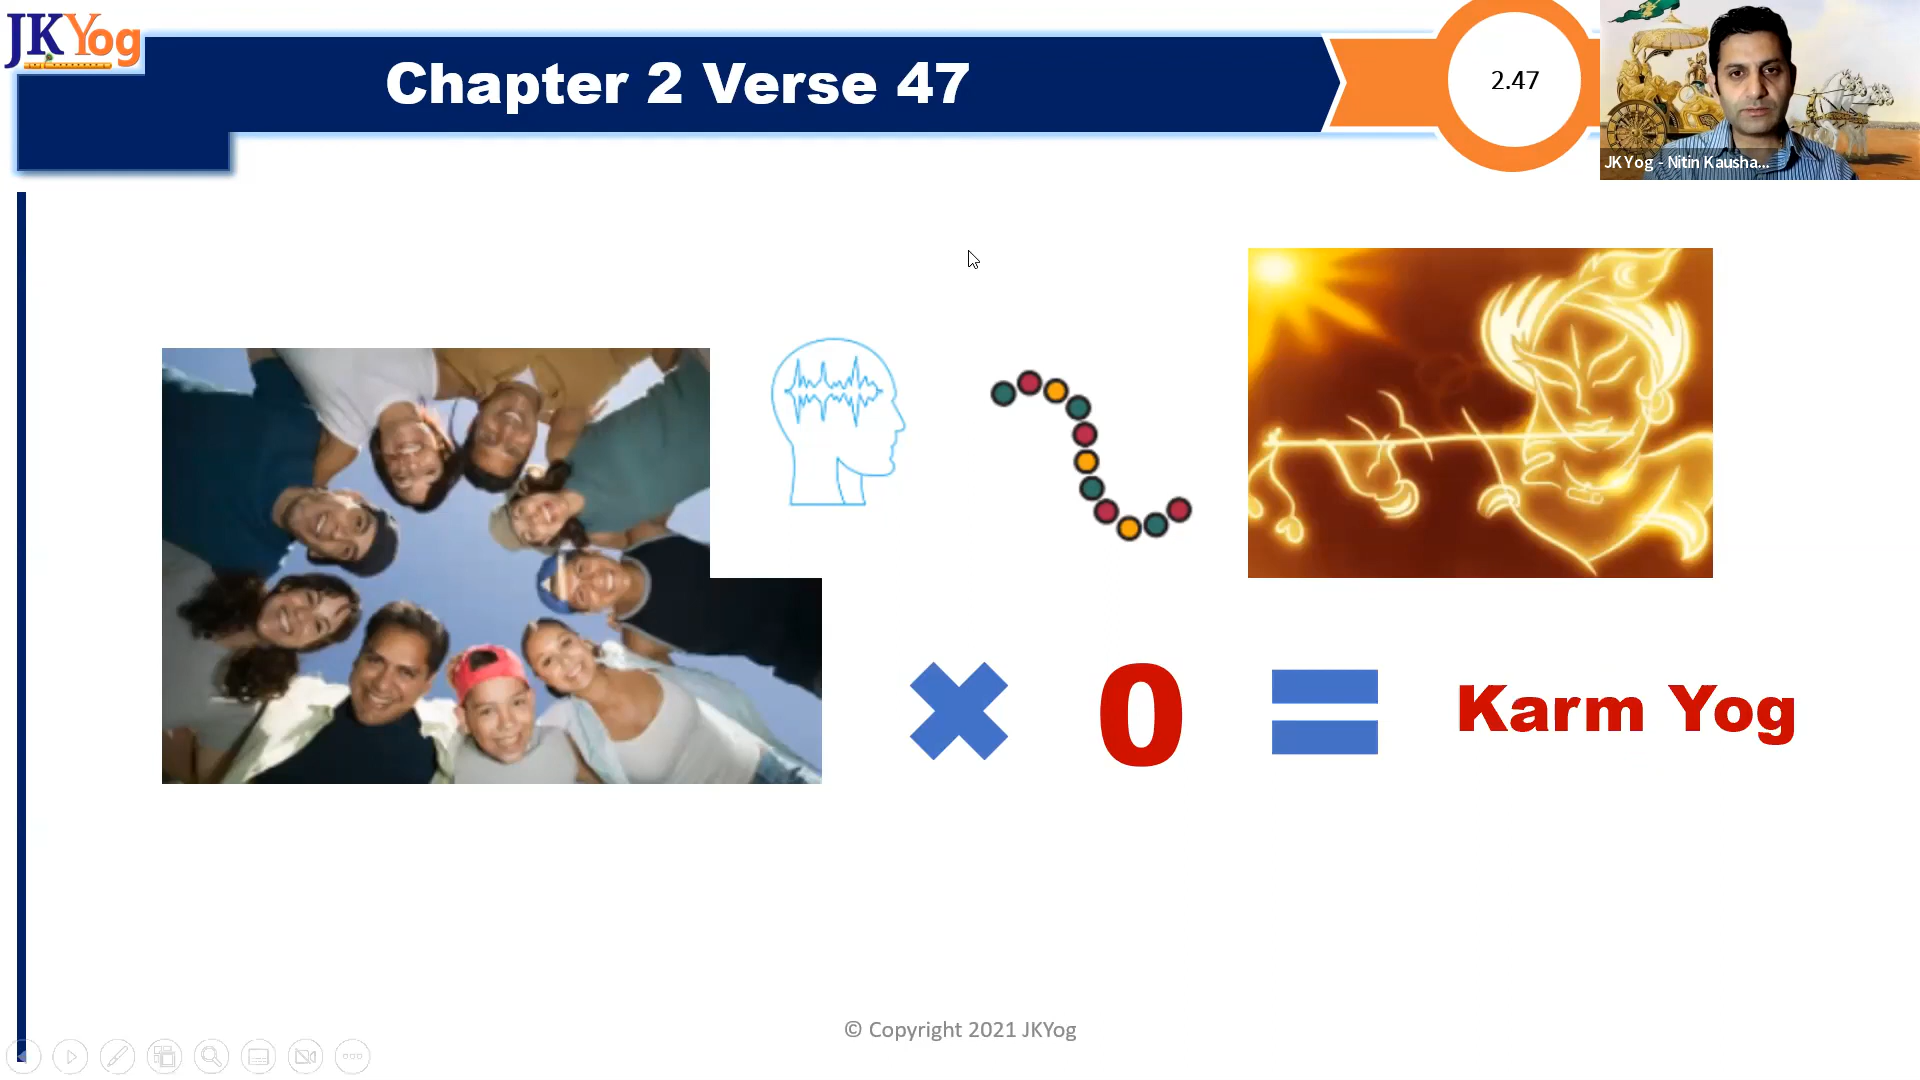 JKYog
Chapter 2 Verse 47
2.47
JK Yog - Nitin Kausha...
0
Karm Yog
© Copyright 2021 JKYog